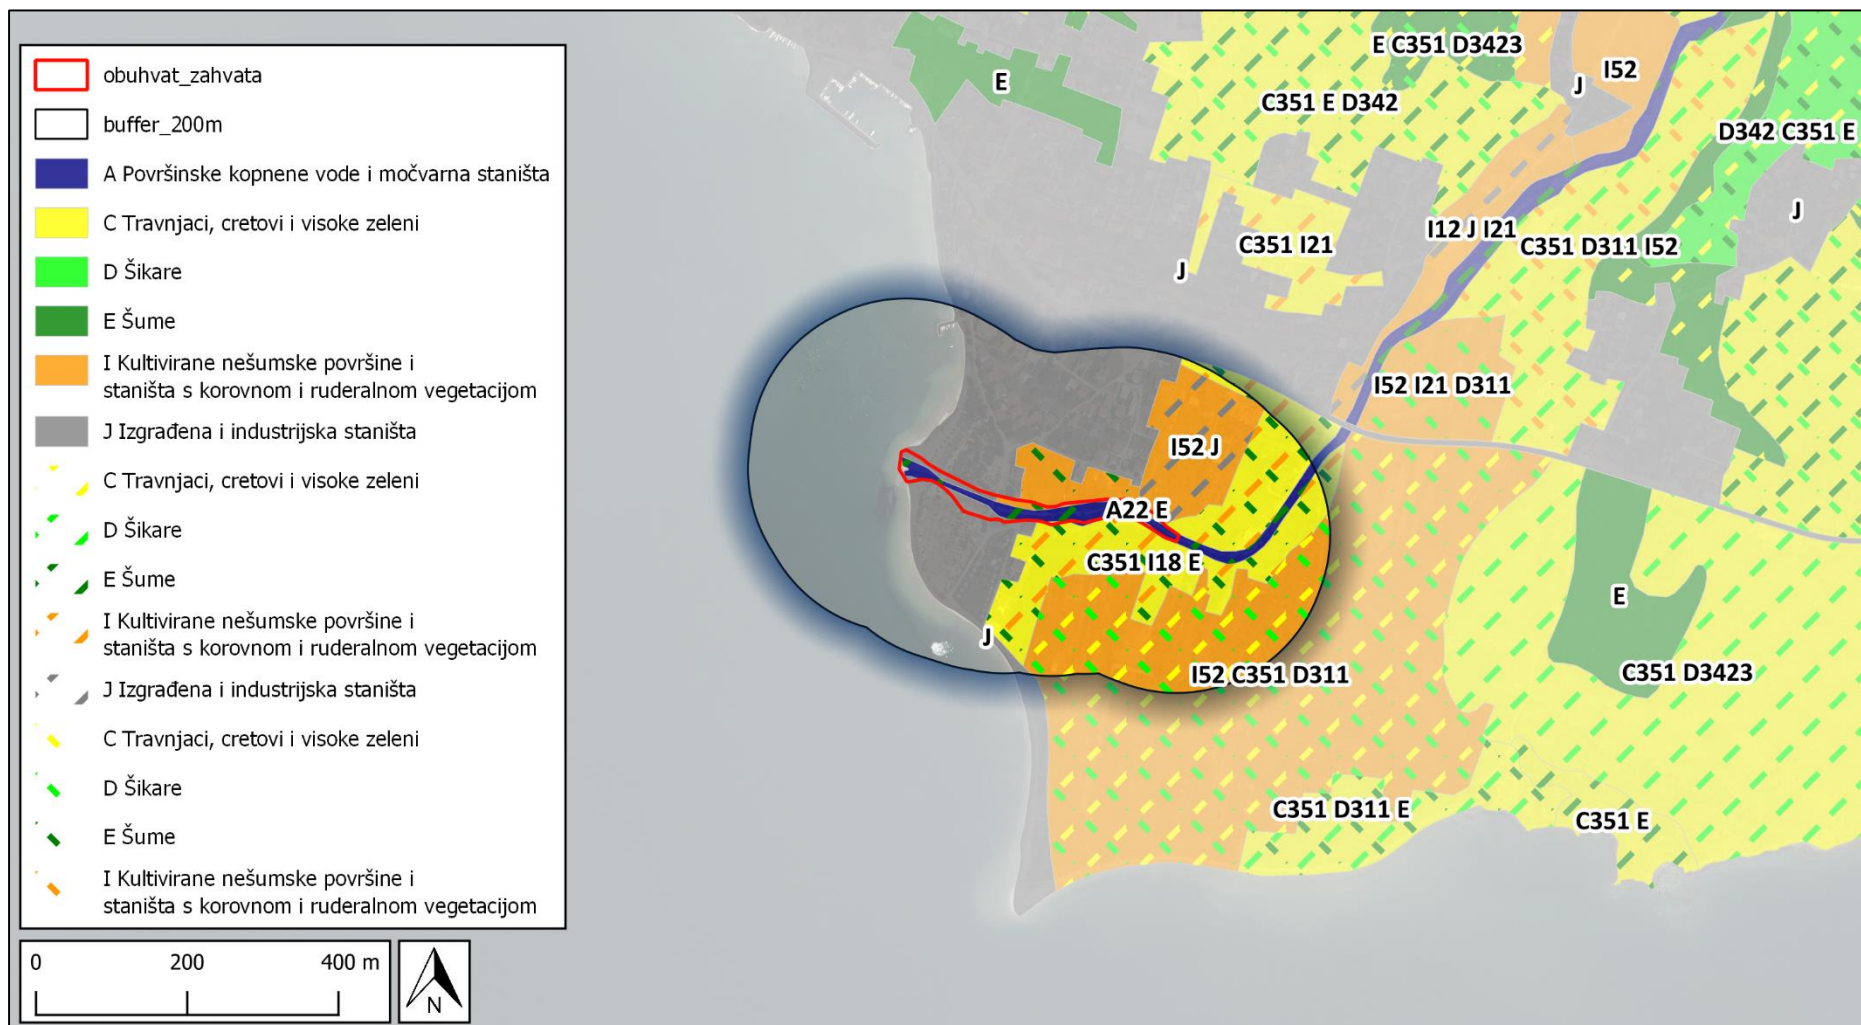 obuhvat_zahvata
buffer_200m
A Površinske kopnene vode i močvarna staništa
C Travnjaci, cretovi i visoke zeleni
D Šikare
E Šume
I Kultivirane nešumske površine i
staništa s korovnom i ruderalnom vegetacijom
J Izgrađena i industrijska staništa
C Travnjaci, cretovi i visoke zeleni
D Šikare
E Šume
I Kultivirane nešumske površine i
staništa s korovnom i ruderalnom vegetacijom
J Izgrađena i industrijska staništa
C Travnjaci, cretovi i visoke zeleni
D Šikare
E Šume
I Kultivirane nešumske površine i
staništa s korovnom i ruderalnom vegetacijom
0 200 400 m
N
E C351 D3423
I52
E
J
C351 E D342
D342 C351 E
J
I12 J I21
C351 I21
C351 D311 I52
J
I52 I21 D311
I52 J
A22 E
C351 I18 E
E
J
I52 C351 D311
C351 D3423
C351 D311 E
C351 E